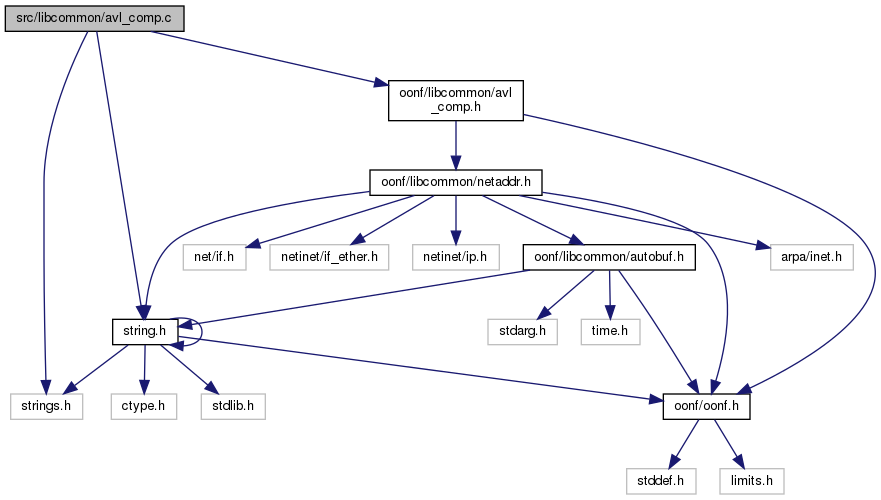 src/libcommon/avl_comp.c
oonf/libcommon/avl
_comp.h
oonf/libcommon/netaddr.h
net/if.h
netinet/if_ether.h
netinet/ip.h
oonf/libcommon/autobuf.h
arpa/inet.h
string.h
stdarg.h
time.h
strings.h
ctype.h
stdlib.h
oonf/oonf.h
stddef.h
limits.h